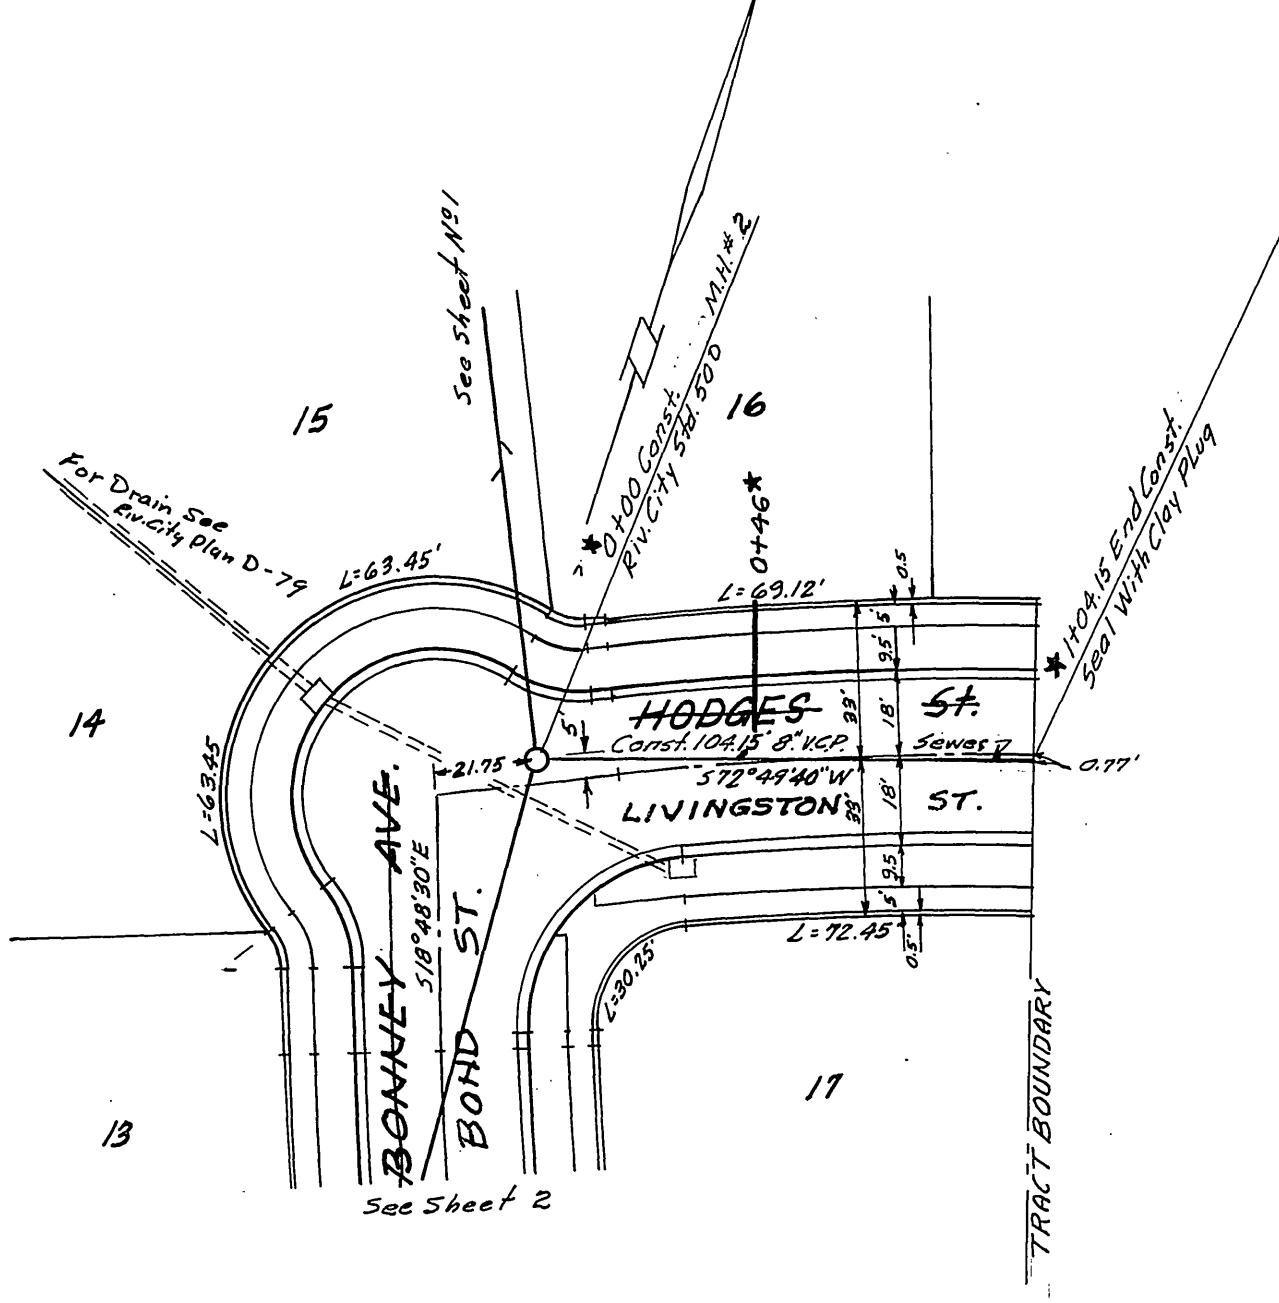 See Sheet Nº1
M.H.#2
★ 0+00 Const.
Riv. City Std. 500
15
16
For Drain See
Riv. City Plan D-79
0+46★
★ 1+04.15 End Const.
Seal With Clay Plug
L=63.45'
L=69.12'
0.5
5'
9.5'
33'
18'
HODGES St.
14
5'
Const. 104.15' 8" V.C.P. Sewer
21.75
S72°49'40"W
0.77'
LIVINGSTON ST.
33'
18'
L=63.45
BONNEY AVE.
S18°48'30"E
BOND ST.
9.5
5'
0.5'
L=72.45
L=30.25'
17
13
See Sheet 2
TRACT BOUNDARY